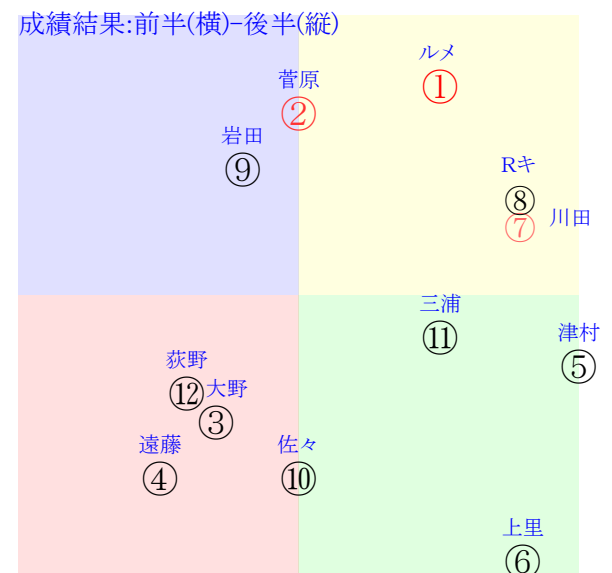 成績結果:前半(横)-後半(縦)
ルメ
①
菅原
②
岩田
⑨
Rキ
⑧
川田
⑦
三浦
⑪
津村
⑤
荻野
⑫
大野
③
遠藤
④
佐々
⑩
上里
⑥